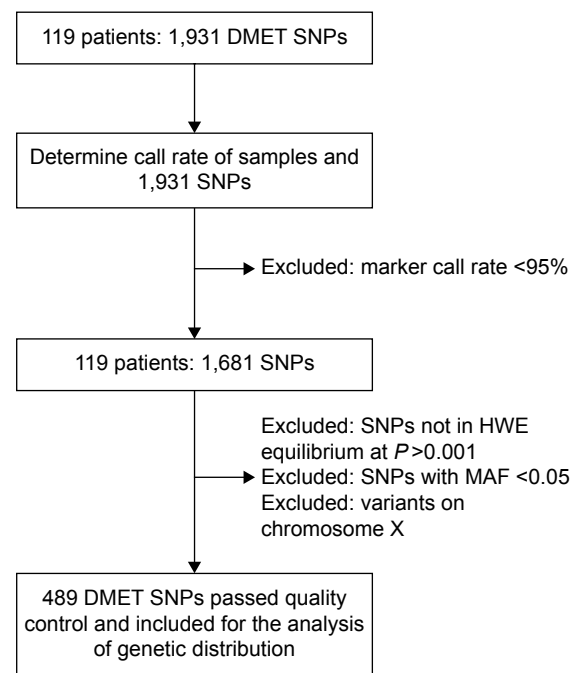 119 patients: 1,931 DMET SNPs
Determine call rate of samples and
1,931 SNPs
Excluded: marker call rate <95%
119 patients: 1,681 SNPs
Excluded: SNPs not in HWE
equilibrium at P>0.001
Excluded: SNPs with MAF <0.05
Excluded: variants on
chromosome X
489 DMET SNPs passed quality
control and included for the analysis
of genetic distribution